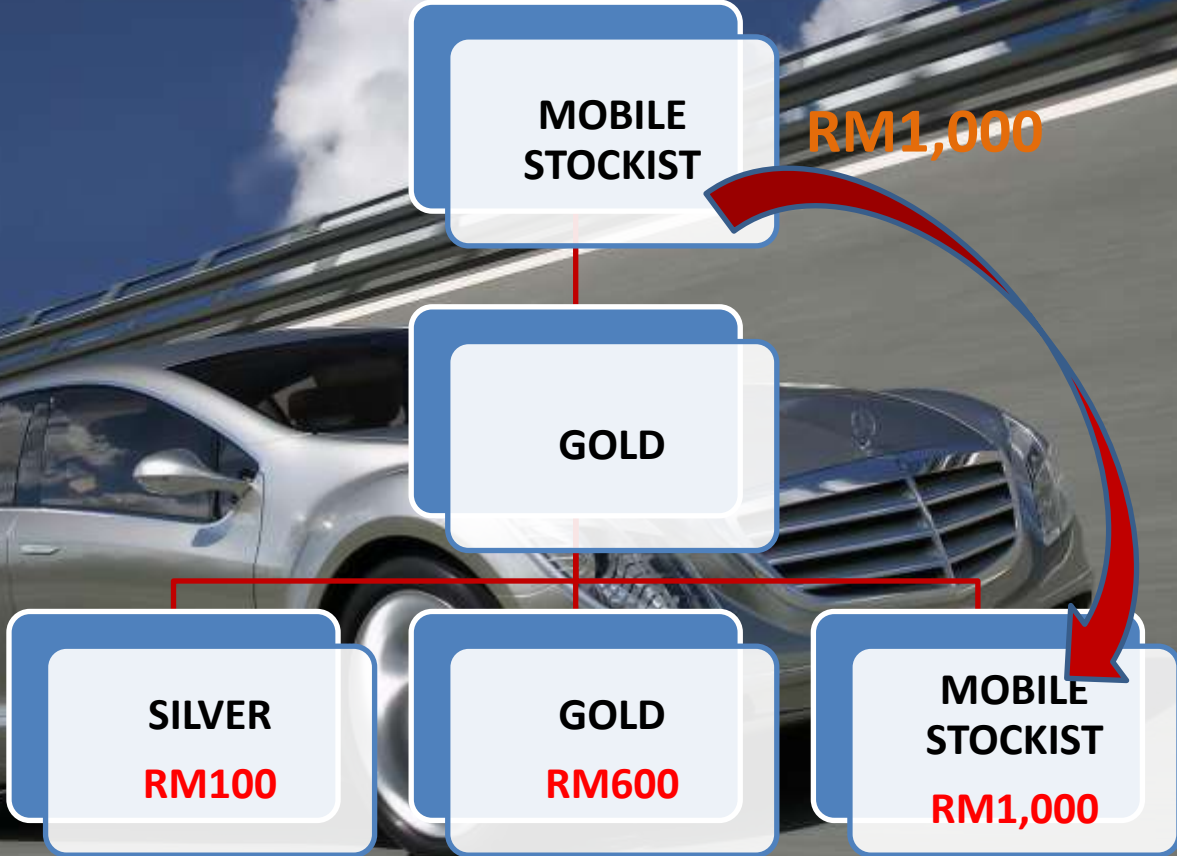 MOBILE
STOCKIST
RM1,000
GOLD
SILVER
RM100
GOLD
RM600
MOBILE
STOCKIST
RM1,000